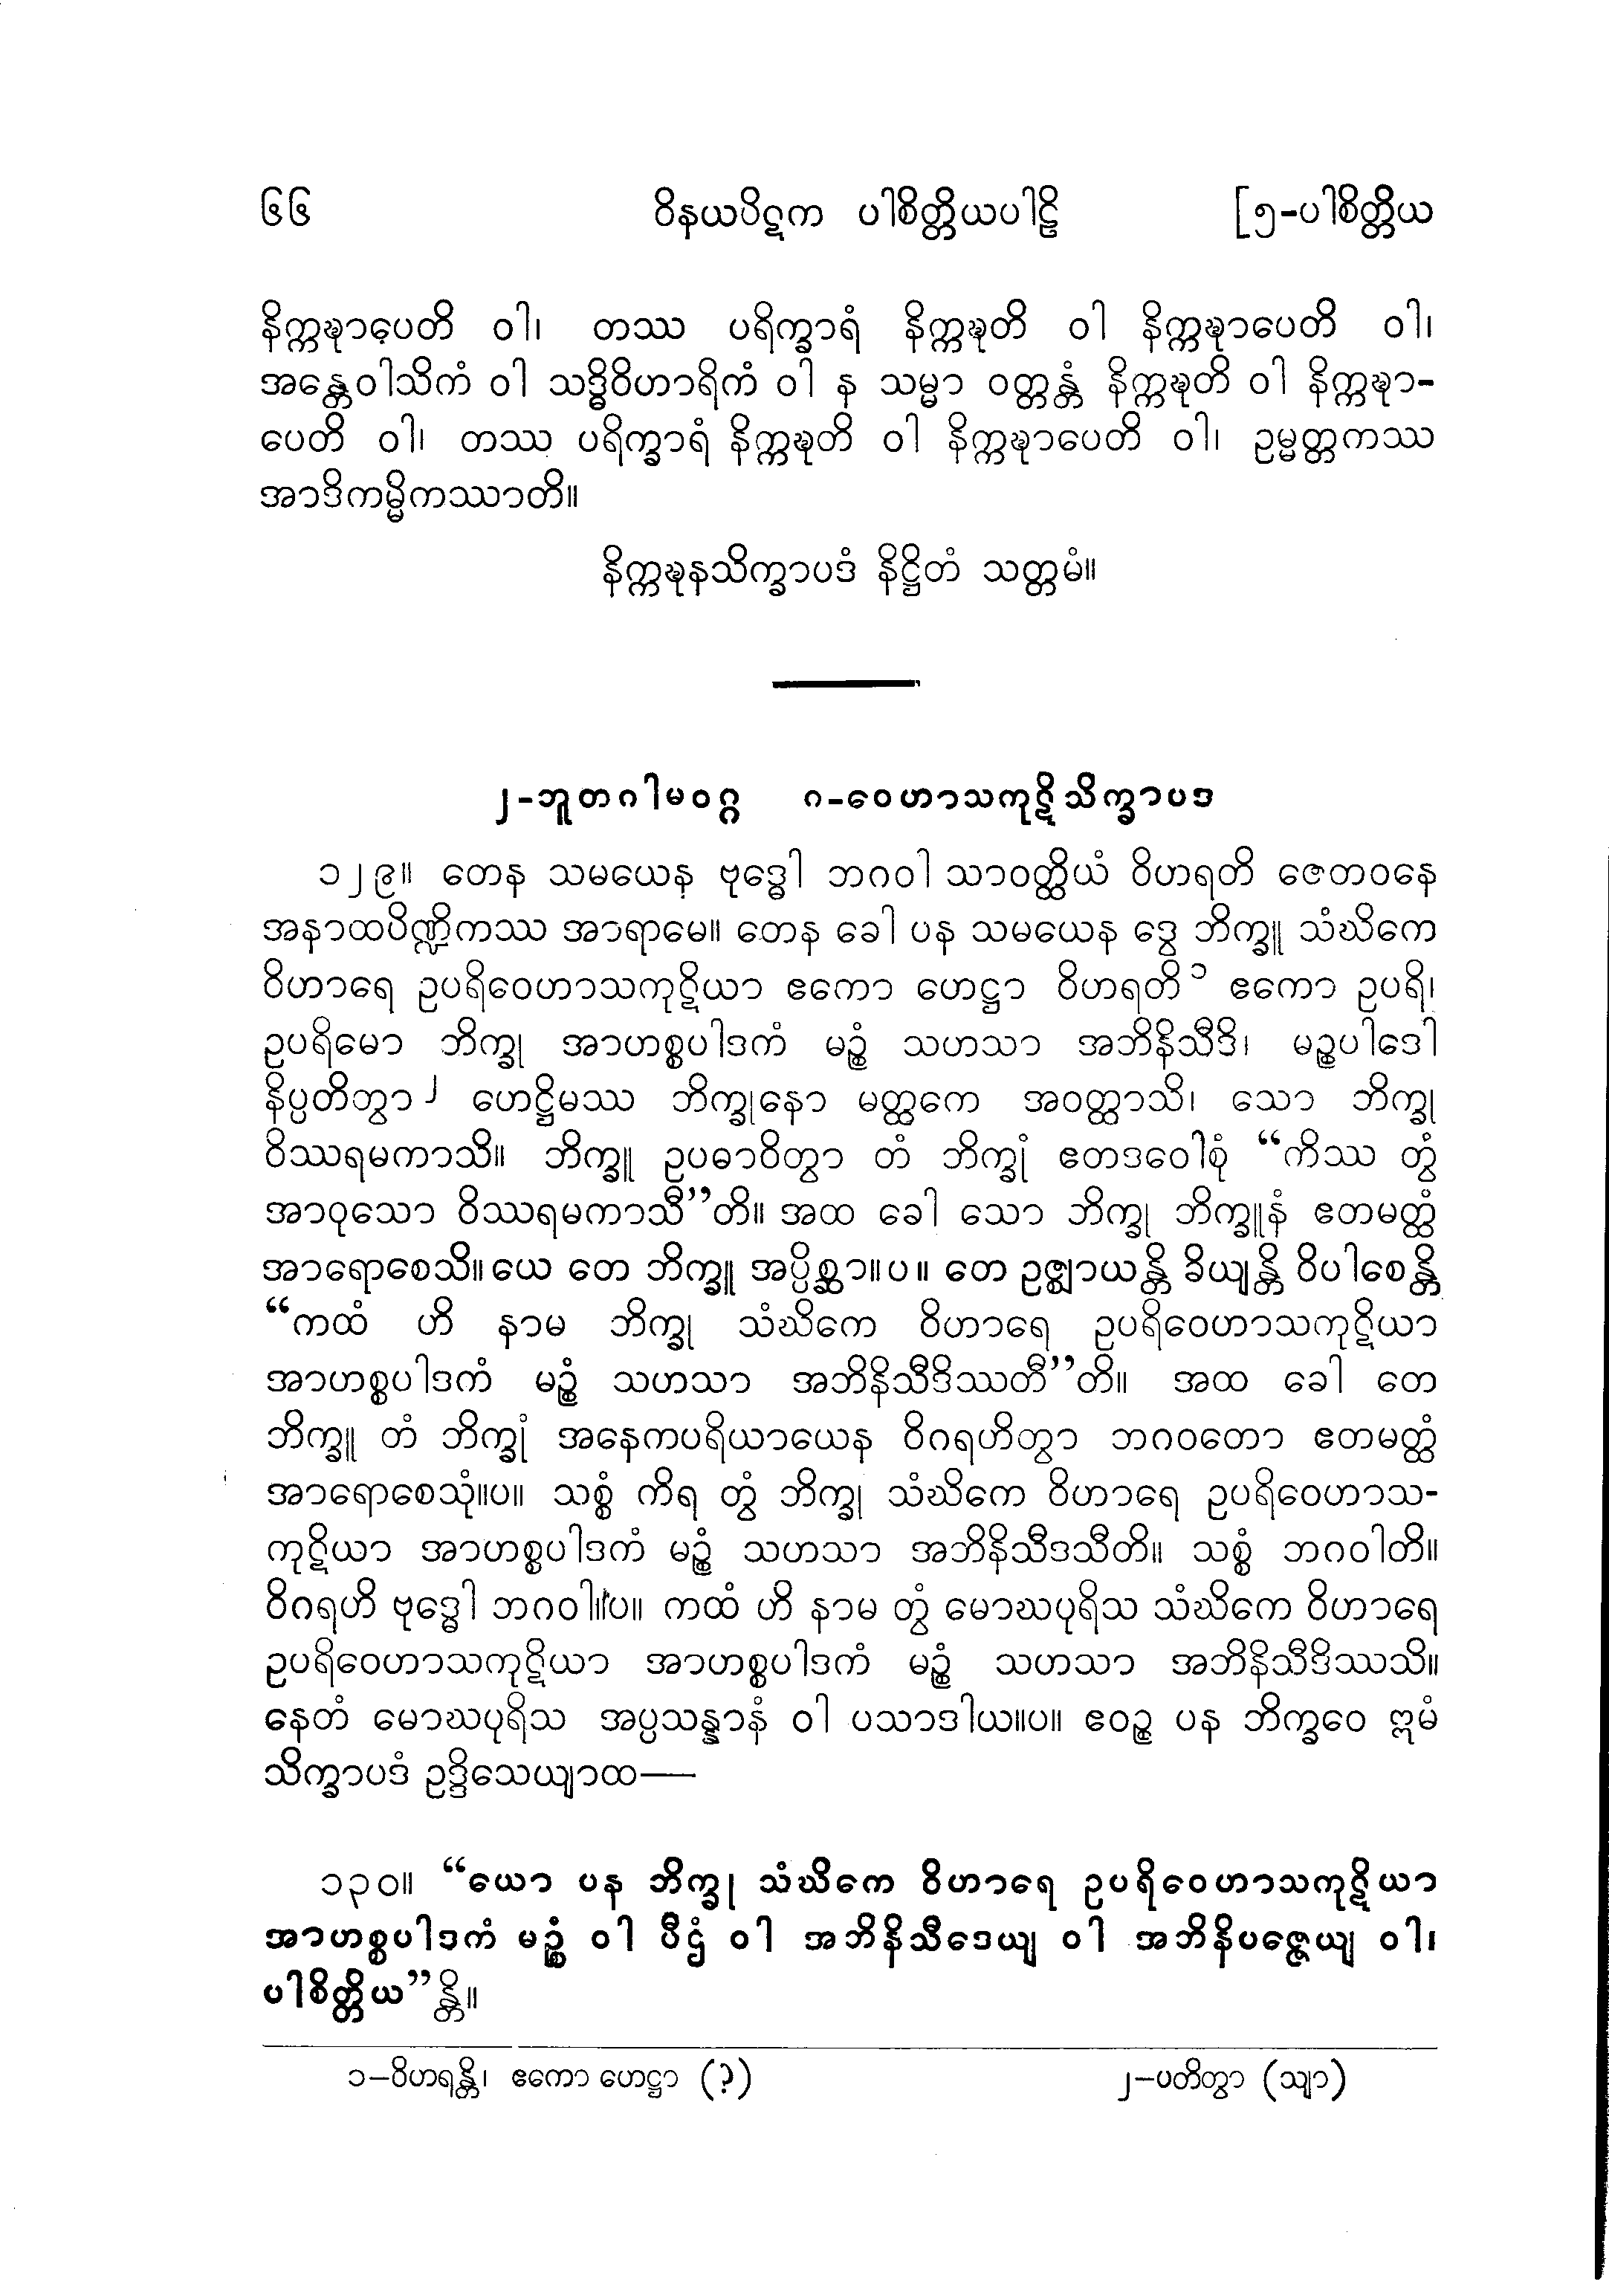 ၆၆ ဝိနယပိဋက ပါစိတ္တိယပါဠိ [၅-ပါစိတ္တိယ
နိက္ကဍ္ဎာပေတိ ဝါ၊ တဿ ပရိက္ခာရံ နိက္ကဍ္ဎတိ ဝါ နိက္ကဍ္ဎာပေတိ ဝါ၊
အန္တေဝါသိကံ ဝါ သဒ္ဓိဝိဟာရိကံ ဝါ န သမ္မာ ဝတ္တန္တံ နိက္ကဍ္ဎတိ ဝါ နိက္ကဍ္ဎာ-
ပေတိ ဝါ၊ တဿ ပရိက္ခာရံ နိက္ကဍ္ဎတိ ဝါ နိက္ကဍ္ဎာပေတိ ဝါ၊ ဥမ္မတ္တကဿ
အာဒိကမ္မိကဿာတိ။
နိက္ကဍ္ဎနသိက္ခာပဒံ နိဋ္ဌိတံ သတ္တမံ။
၂-ဘူတဂါမဝဂ္ဂ ဂ-ဝေဟာသကုဋိသိက္ခာပဒ
၁၂၉။ တေန သမယေန ဗုဒ္ဓေါ ဘဂဝါ သာဝတ္ထိယံ ဝိဟရတိ ဇေတဝနေ
အနာထပိဏ္ဍိကဿ အာရာမေ။ တေန ခေါ ပန သမယေန ဒွေ ဘိက္ခူ သံဃိကေ
ဝိဟာရေ ဥပရိဝေဟာသကုဋိယာ ဧကော ဟေဋ္ဌာ ဝိဟရတိ ၁ ဧကော ဥပရိ၊
ဥပရိမော ဘိက္ခု အာဟစ္စပါဒကံ မဉ္စံ သဟသာ အဘိနိသီဒိ၊ မဉ္စပါဒေါ
နိပ္ပတိတွာ ၂ ဟေဋ္ဌိမဿ ဘိက္ခုနော မတ္ထကေ အဝတ္ထာသိ၊ သော ဘိက္ခု
ဝိဿရမကာသိ။ ဘိက္ခူ ဥပဓာဝိတွာ တံ ဘိက္ခုံ ဧတဒဝေါစုံ “ကိဿ တွံ
အာဝုသော ဝိဿရမကာသီ”တိ။ အထ ခေါ သော ဘိက္ခု ဘိက္ခူနံ ဧတမတ္ထံ
အာရောစေသိ။ ယေ တေ ဘိက္ခူ အပ္ပိစ္ဆာ။ပ။ တေ ဥဇ္ဈာယန္တိ ခိယျန္တိ ဝိပါစေန္တိ
“ကထံ ဟိ နာမ ဘိက္ခု သံဃိကေ ဝိဟာရေ ဥပရိဝေဟာသကုဋိယာ
အာဟစ္စပါဒကံ မဉ္စံ သဟသာ အဘိနိသီဒိဿတီ”တိ။ အထ ခေါ တေ
ဘိက္ခူ တံ ဘိက္ခုံ အနေကပရိယာယေန ဝိဂရဟိတွာ ဘဂဝတော ဧတမတ္ထံ
အာရောစေသုံ။ပ။ သစ္စံ ကိရ တွံ ဘိက္ခု သံဃိကေ ဝိဟာရေ ဥပရိဝေဟာသ-
ကုဋိယာ အာဟစ္စပါဒကံ မဉ္စံ သဟသာ အဘိနိသီဒသီတိ။ သစ္စံ ဘဂဝါတိ။
ဝိဂရဟိ ဗုဒ္ဓေါ ဘဂဝါ။ပ။ ကထံ ဟိ နာမ တွံ မောဃပုရိသ သံဃိကေ ဝိဟာရေ
ဥပရိဝေဟာသကုဋိယာ အာဟစ္စပါဒကံ မဉ္စံ သဟသာ အဘိနိသီဒိဿသိ။
နေတံ မောဃပုရိသ အပ္ပသန္နာနံ ဝါ ပသာဒါယ။ပ။ ဧဝဉ္စ ပန ဘိက္ခဝေ ဣမံ
သိက္ခာပဒံ ဥဒ္ဒိသေယျာထ—
၁၃၀။ “ယော ပန ဘိက္ခု သံဃိကေ ဝိဟာရေ ဥပရိဝေဟာသကုဋိယာ
အာဟစ္စပါဒကံ မဉ္စံ ဝါ ပီဌံ ဝါ အဘိနိသီဒေယျ ဝါ အဘိနိပဇ္ဇေယျ ဝါ၊
ပါစိတ္တိယ”န္တိ။
၁–ဝိဟရန္တိ၊ ဧကော ဟေဋ္ဌာ (?) ၂–ပတိတွာ (သျာ)